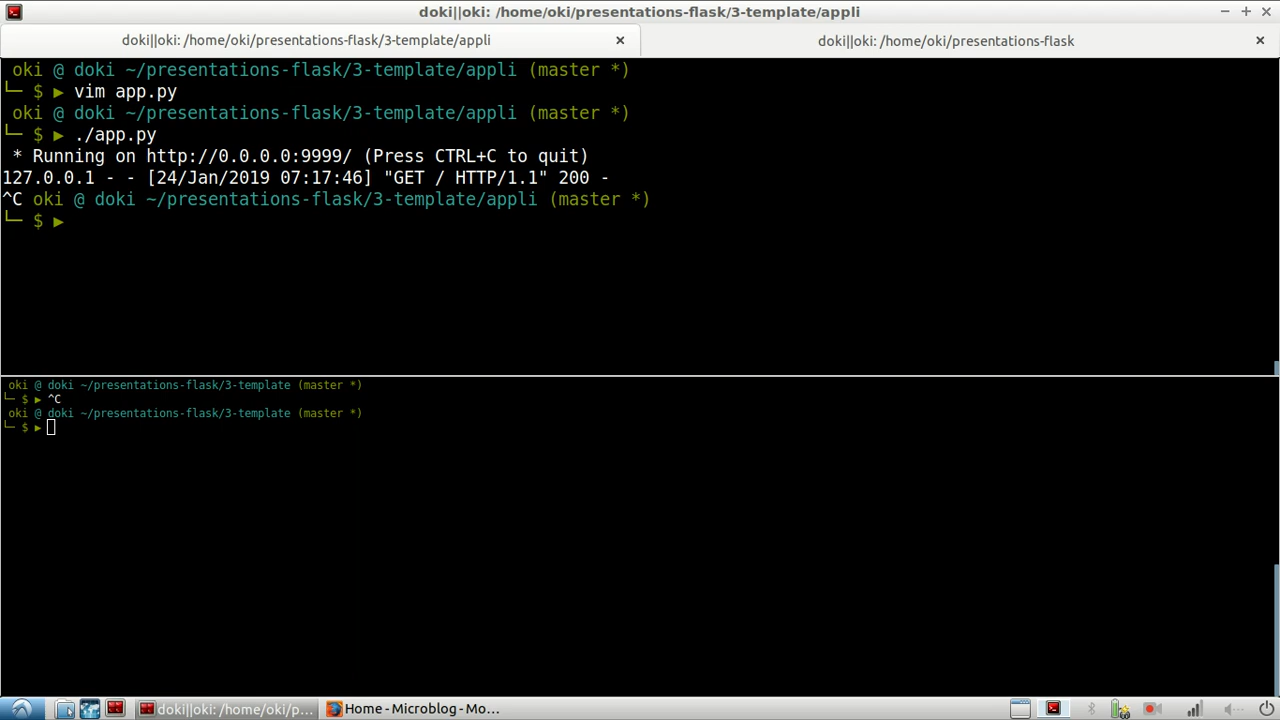 doki||oki: /home/oki/presentations-flask/3-template/appli
doki||oki: /home/oki/presentations-flask/3-template/appli
doki||oki: /home/oki/presentations-flask
oki @ doki ~/presentations-flask/3-template/appli (master *)
└─ $ ▶ vim app.py
oki @ doki ~/presentations-flask/3-template/appli (master *)
└─ $ ▶ ./app.py
* Running on http://0.0.0.0:9999/ (Press CTRL+C to quit)
127.0.0.1 - - [24/Jan/2019 07:17:46] "GET / HTTP/1.1" 200 -
^C oki @ doki ~/presentations-flask/3-template/appli (master *)
└─ $ ▶
oki @ doki ~/presentations-flask/3-template (master *)
└─ $ ▶ ^C
oki @ doki ~/presentations-flask/3-template (master *)
└─ $ ▶
doki||oki: /home/oki/p...
Home - Microblog - Mo...